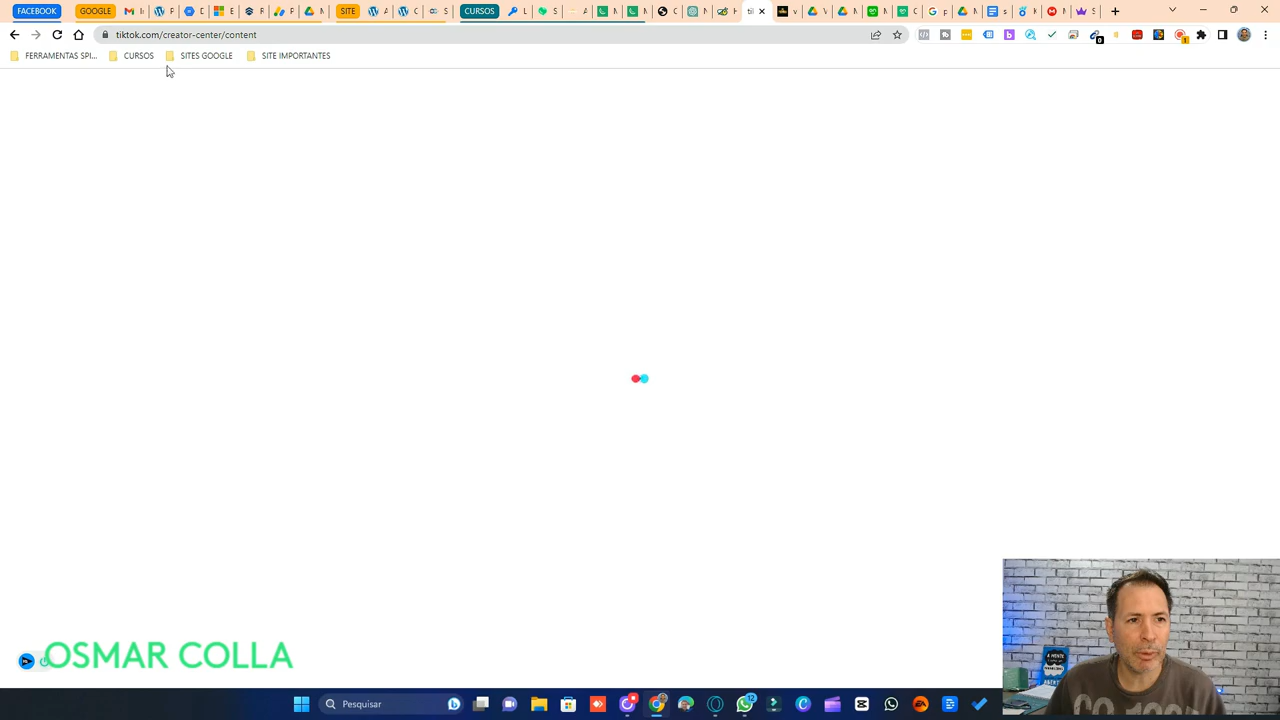 FACEBOOK GOOGLE SITE CURSOS
tiktok.com/creator-center/content
FERRAMENTAS SPI... CURSOS SITES GOOGLE SITE IMPORTANTES
OSMAR COLLA
Pesquisar
12